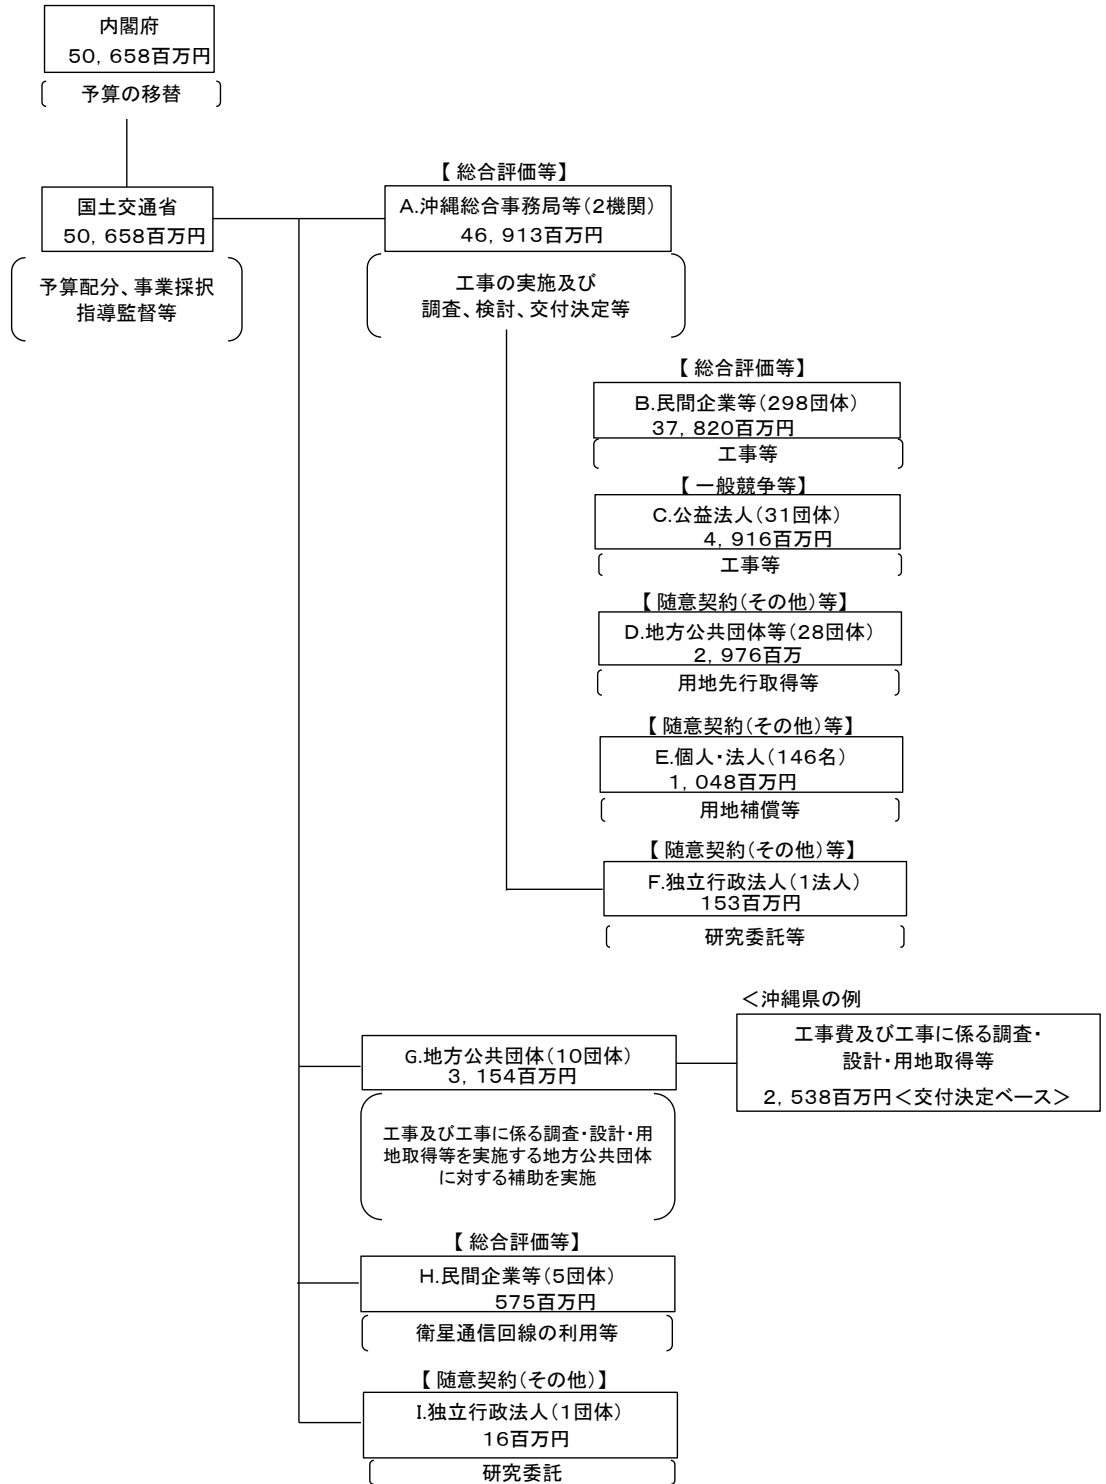 内閣府
50,658百万円
予算の移替
国土交通省
50,658百万円
予算配分、事業採択
指導監督等
【 総合評価等】
A.沖縄総合事務局等(2機関)
46,913百万円
工事の実施及び
調査、検討、交付決定等
【 総合評価等】
B.民間企業等(298団体)
37,820百万円
工事等
【 一般競争等】
C.公益法人(31団体)
4,916百万円
工事等
【 随意契約(その他)等】
D.地方公共団体等(28団体)
2,976百万
用地先行取得等
【 随意契約(その他)等】
E.個人・法人(146名)
1,048百万円
用地補償等
【 随意契約(その他)等】
F.独立行政法人(1法人)
153百万円
研究委託等
G.地方公共団体(10団体)
3,154百万円
工事及び工事に係る調査・設計・用
地取得等を実施する地方公共団体
に対する補助を実施
<沖縄県の例
工事費及び工事に係る調査・
設計・用地取得等
2,538百万円<交付決定ベース>
【 総合評価等】
H.民間企業等(5団体)
575百万円
衛星通信回線の利用等
【 随意契約(その他)】
I.独立行政法人(1団体)
16百万円
研究委託